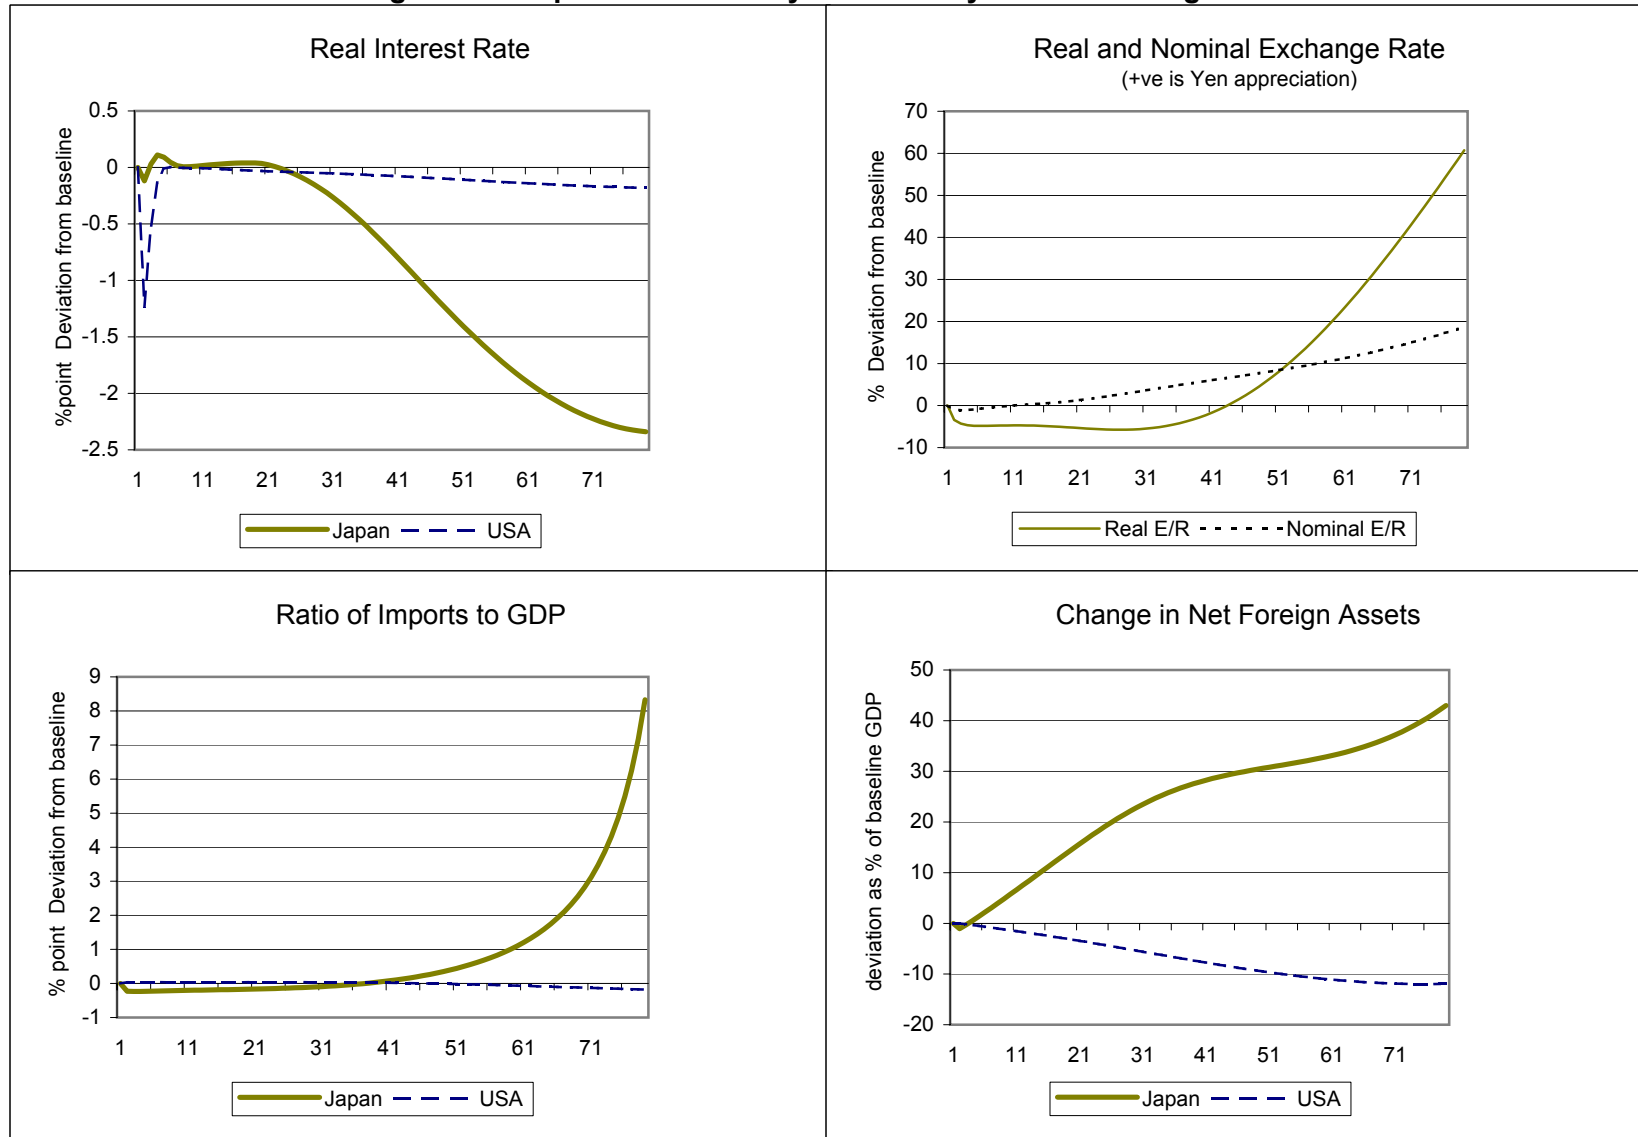 Real Interest Rate
%point Deviation from baseline
0.5
0
-0.5
-1
-1.5
-2
-2.5
1 11 21 31 41 51 61 71
Japan USA
Real and Nominal Exchange Rate
(+ve is Yen appreciation)
% Deviation from baseline
70
60
50
40
30
20
10
0
-10
1 11 21 31 41 51 61 71
Real E/R Nominal E/R
Ratio of Imports to GDP
% point Deviation from baseline
9
8
7
6
5
4
3
2
1
0
-1
1 11 21 31 41 51 61 71
Japan USA
Change in Net Foreign Assets
deviation as % of baseline GDP
50
40
30
20
10
0
-10
-20
1 11 21 31 41 51 61 71
Japan USA